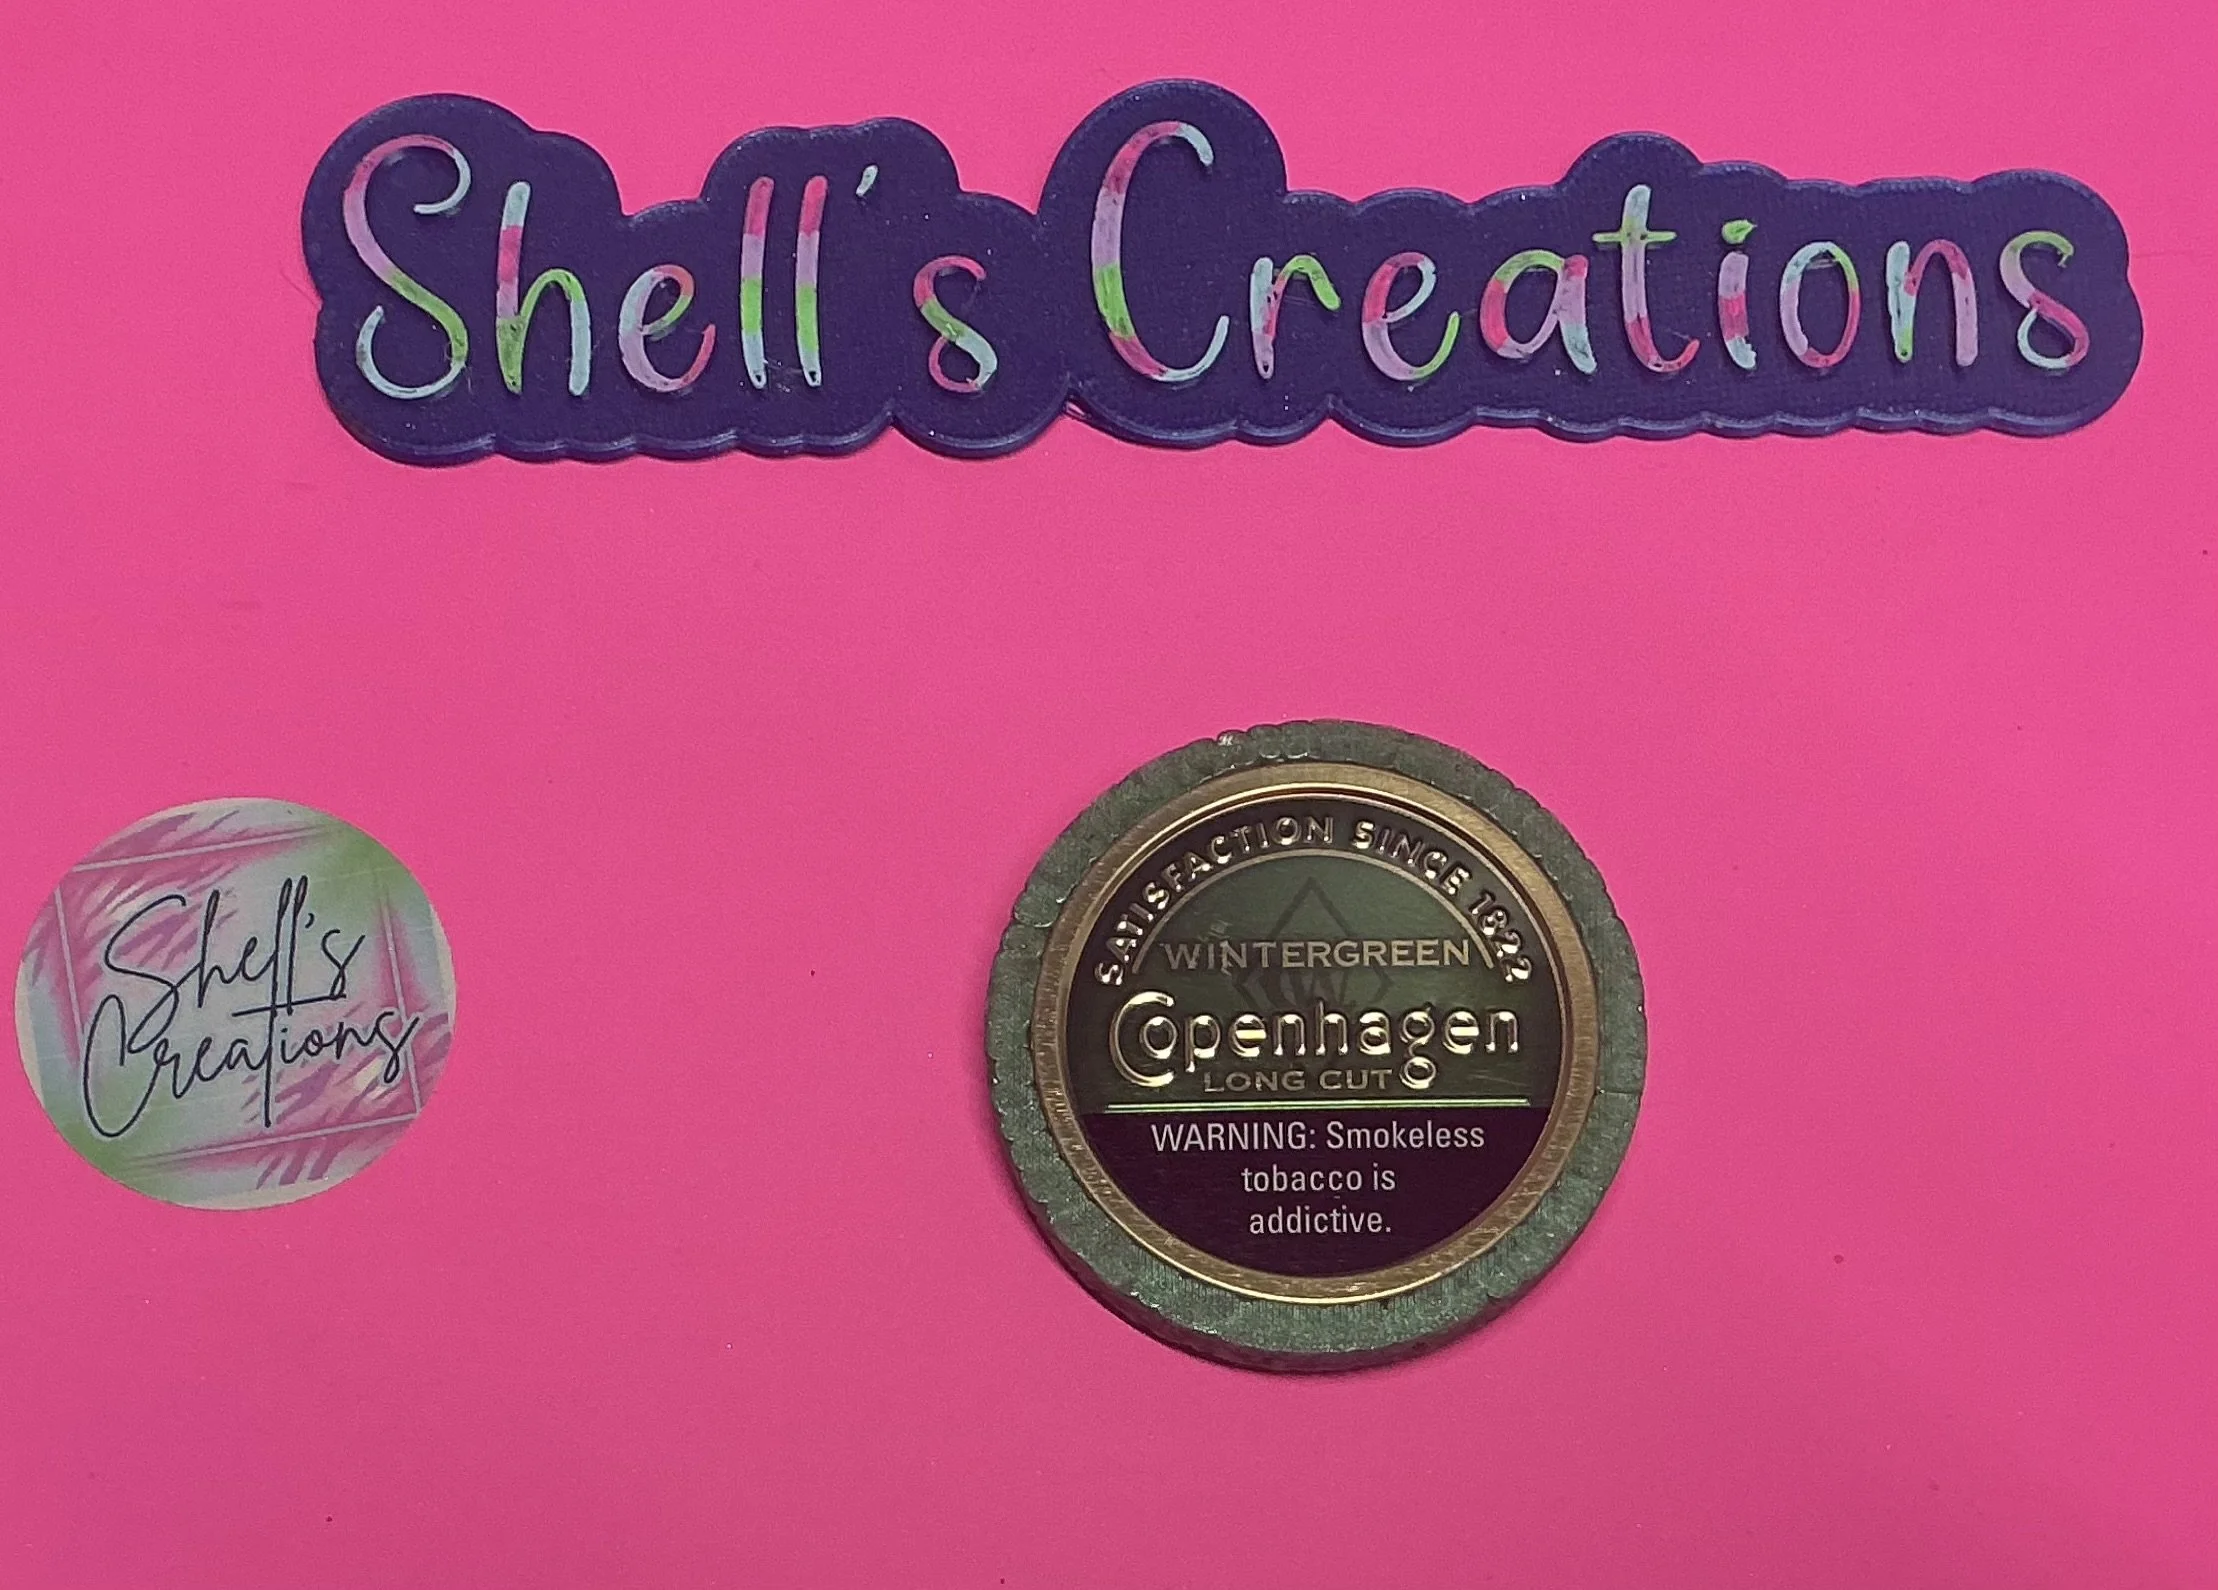 Shell's Creations
Shell's
Creations
SATISFACTION SINCE 1822
WINTERGREEN
Copenhagen
LONG CUT
WARNING: Smokeless
tobacco is
addictive.